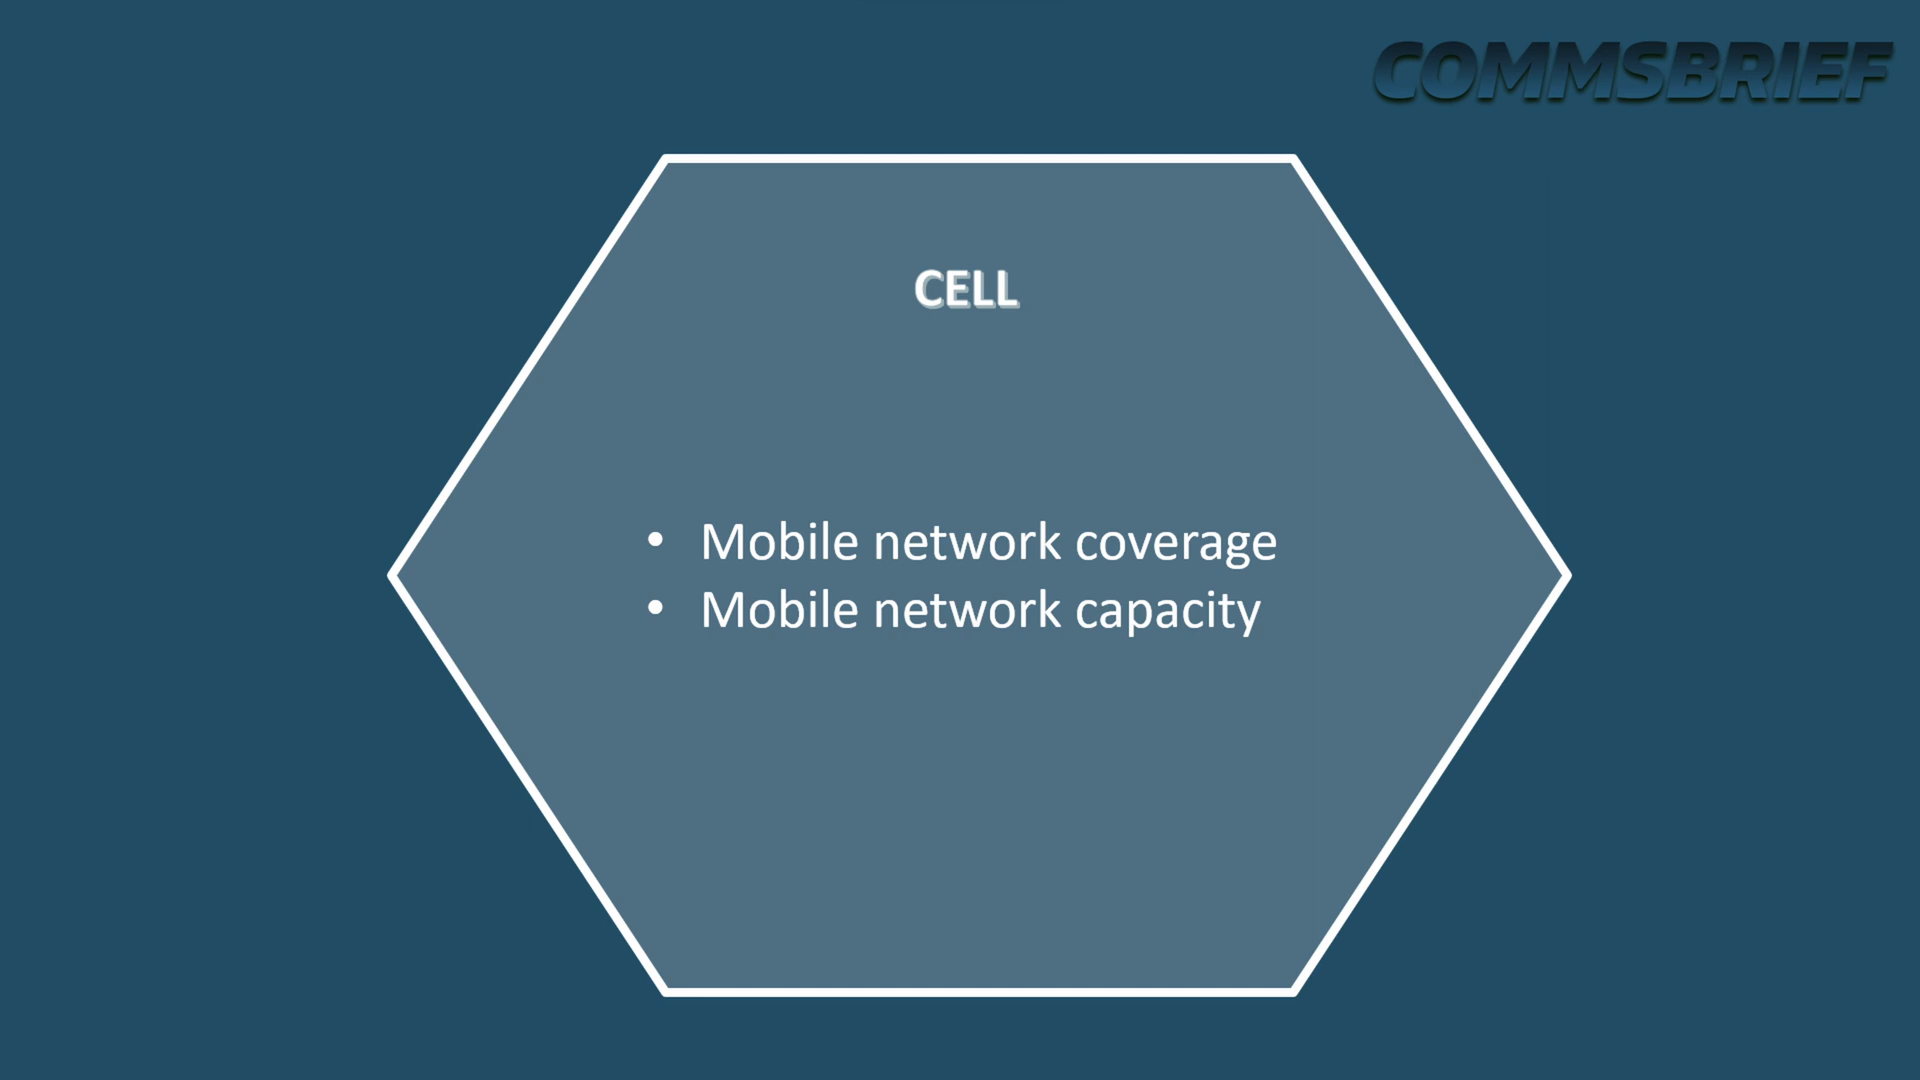 COMMSBRIEF
CELL
• Mobile network coverage
• Mobile network capacity